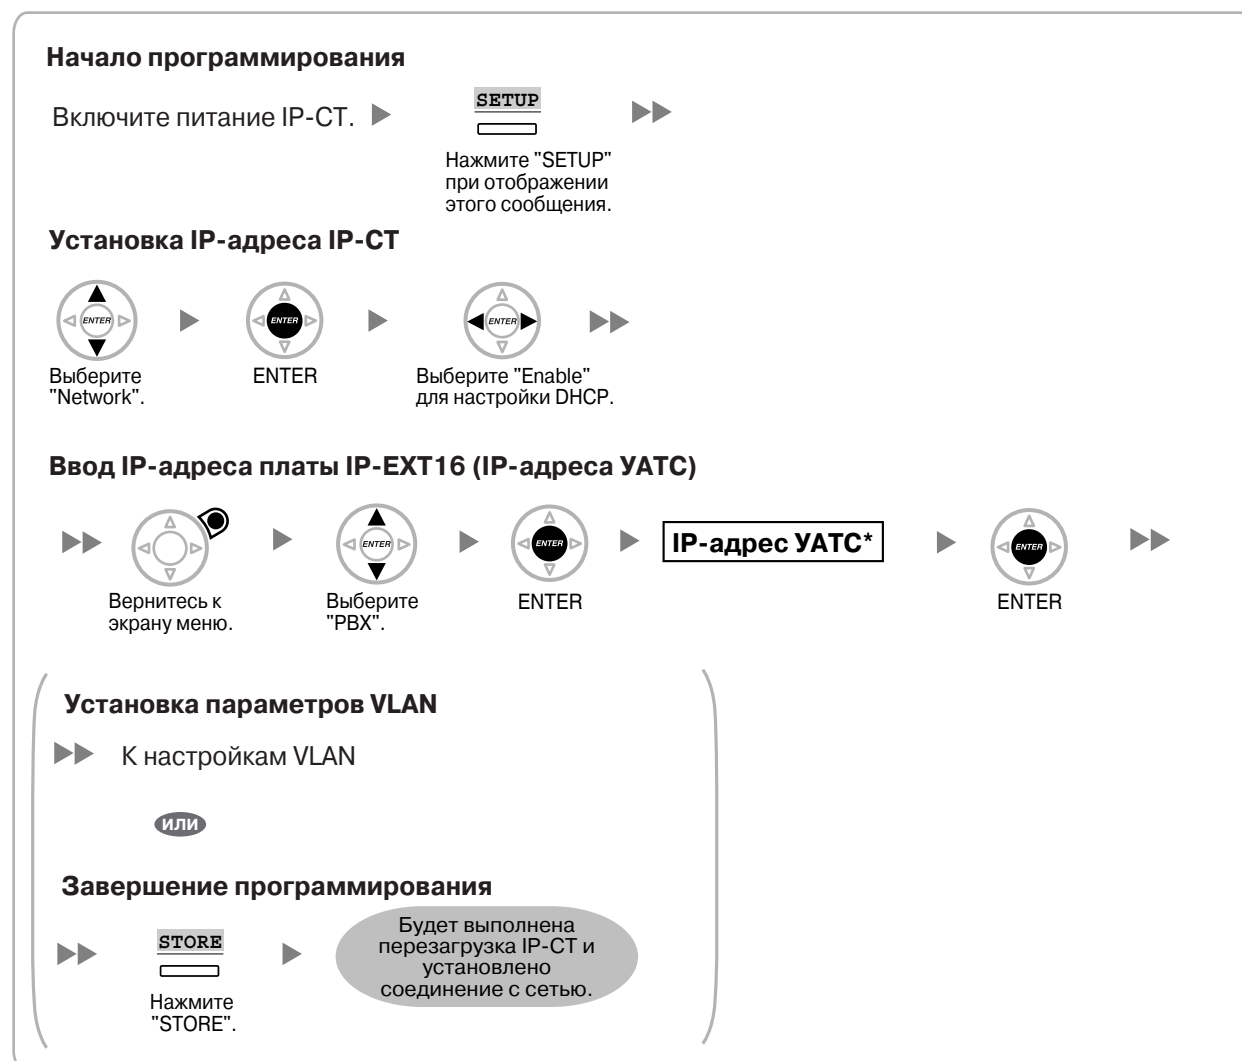 Начало программирования
Включите питание IP-СТ.
SETUP
Нажмите "SETUP"
при отображении
этого сообщения.
Установка IP-адреса IP-СТ
ENTER
ENTER
ENTER
Выберите
"Network".
ENTER
Выберите "Enable"
для настройки DHCP.
Ввод IP-адреса платы IP-EXT16 (IP-адреса УАТС)
ENTER
ENTER
IP-адрес УАТС*
ENTER
Вернитесь к
экрану меню.
Выберите
"PBX".
ENTER
ENTER
Установка параметров VLAN
К настройкам VLAN
или
Завершение программирования
STORE
Нажмите
"STORE".
Будет выполнена
перезагрузка IP-СТ и
установлено
соединение с сетью.